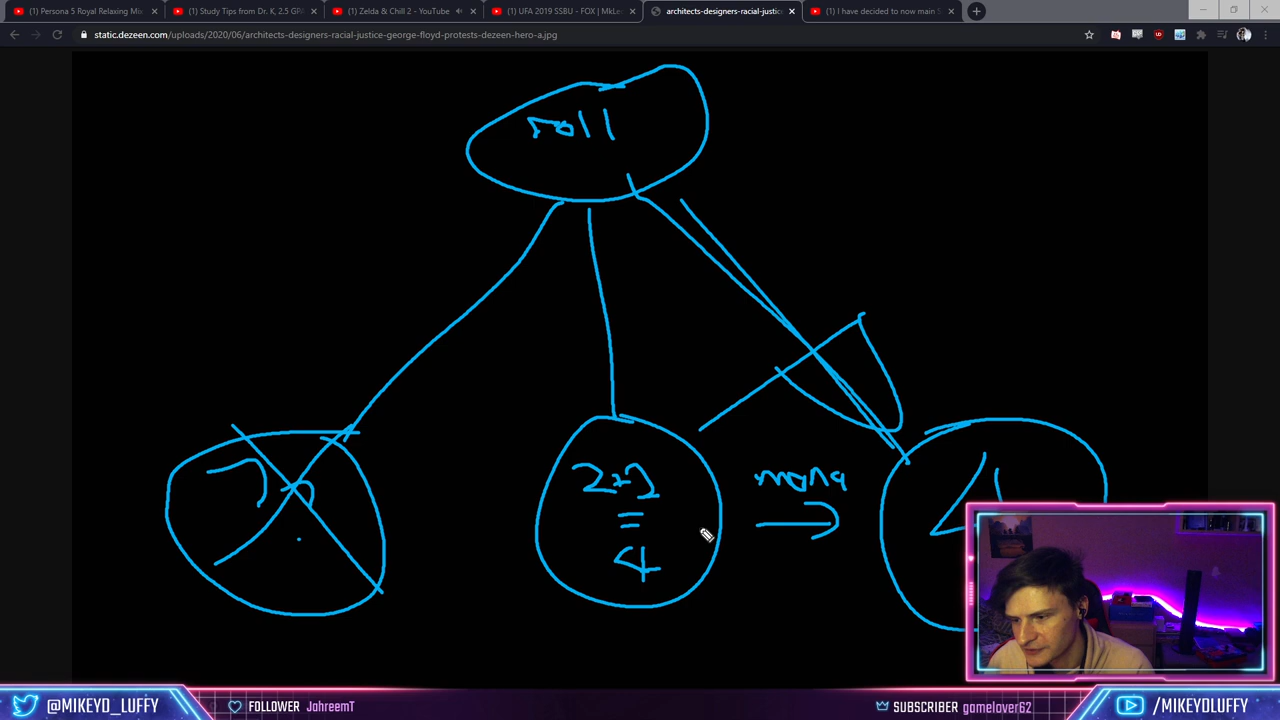 (1) Persona 5 Royal Relaxing Mi
(1) Study Tips from Dr. K, 2.5 GP
(1) Zelda & Chill 2 - YouTube
(1) UFA 2019 SSBU - FOX | MkLe
architects-designers-racial-justic
(1) I have decided to now main S
static.dezeen.com/uploads/2020/06/architects-designers-racial-justice-george-floyd-protests-dezeen-hero-a.jpg
roll
2+2
=
4
mana
4
@MIKEYD_LUFFY
FOLLOWER JahreemT
SUBSCRIBER gamelover62
/MIKEYDLUFFY